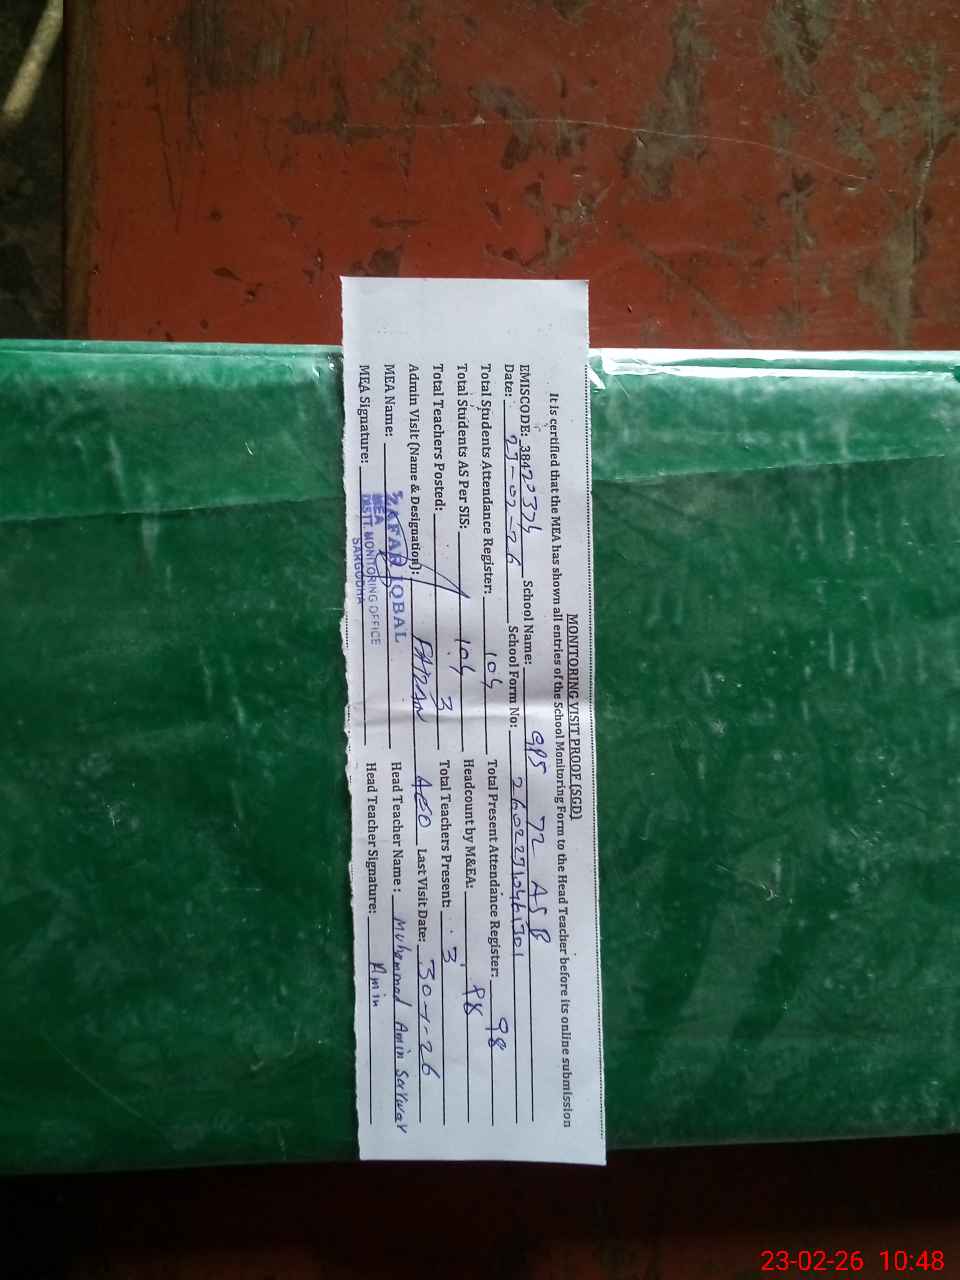 MONITORING VISIT PROOF (SGD)
It is certified that the MEA has shown all entries of the School Monitoring Form to the Head Teacher before its online submission
EMISCODE: 38420374 School Name: GPS 72 ASB
Date: 23-02-26 School Form No:
Total Students Attendance Register: 104 Total Present Attendance Register: 98
Total Students AS Per SIS: 104 Headcount by M&EA: 98
Total Teachers Posted: 3 Total Teachers Present: 3
Admin Visit (Name & Designation): AEO Last Visit Date: 30-1-26
MEA Name: ZAFAR IQBAL Head Teacher Name: Muhammad Amin Sarwar
MEA Signature: MEA Head Teacher Signature: Amin
DISTT. MONITORING OFFICE
SARGODHA
23-02-26 10:48